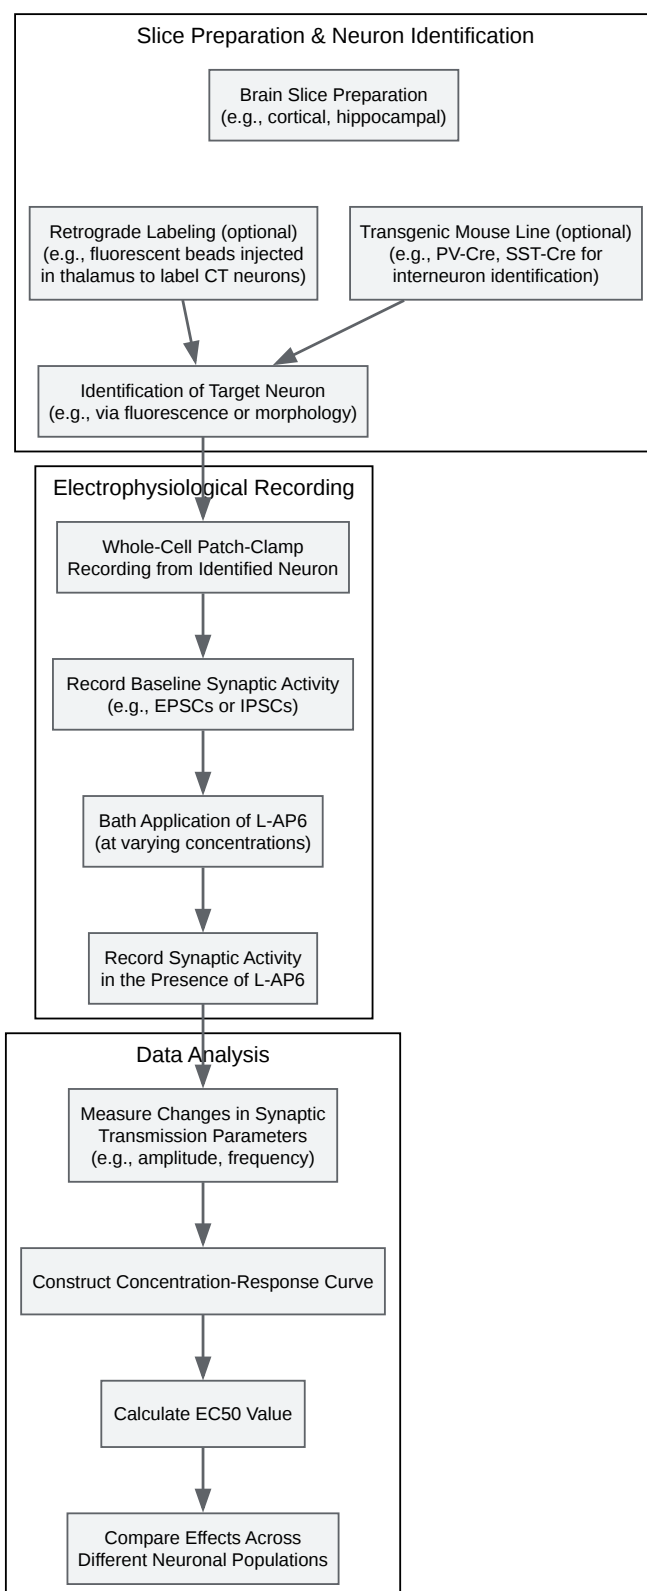 Slice Preparation & Neuron Identification
Brain Slice Preparation
(e.g., cortical, hippocampal)
Retrograde Labeling (optional)
(e.g., fluorescent beads injected
in thalamus to label CT neurons)
Transgenic Mouse Line (optional)
(e.g., PV-Cre, SST-Cre for
interneuron identification)
Identification of Target Neuron
(e.g., via fluorescence or morphology)
Electrophysiological Recording
Whole-Cell Patch-Clamp
Recording from Identified Neuron
Record Baseline Synaptic Activity
(e.g., EPSCs or IPSCs)
Bath Application of L-AP6
(at varying concentrations)
Record Synaptic Activity
in the Presence of L-AP6
Data Analysis
Measure Changes in Synaptic
Transmission Parameters
(e.g., amplitude, frequency)
Construct Concentration-Response Curve
Calculate EC50 Value
Compare Effects Across
Different Neuronal Populations